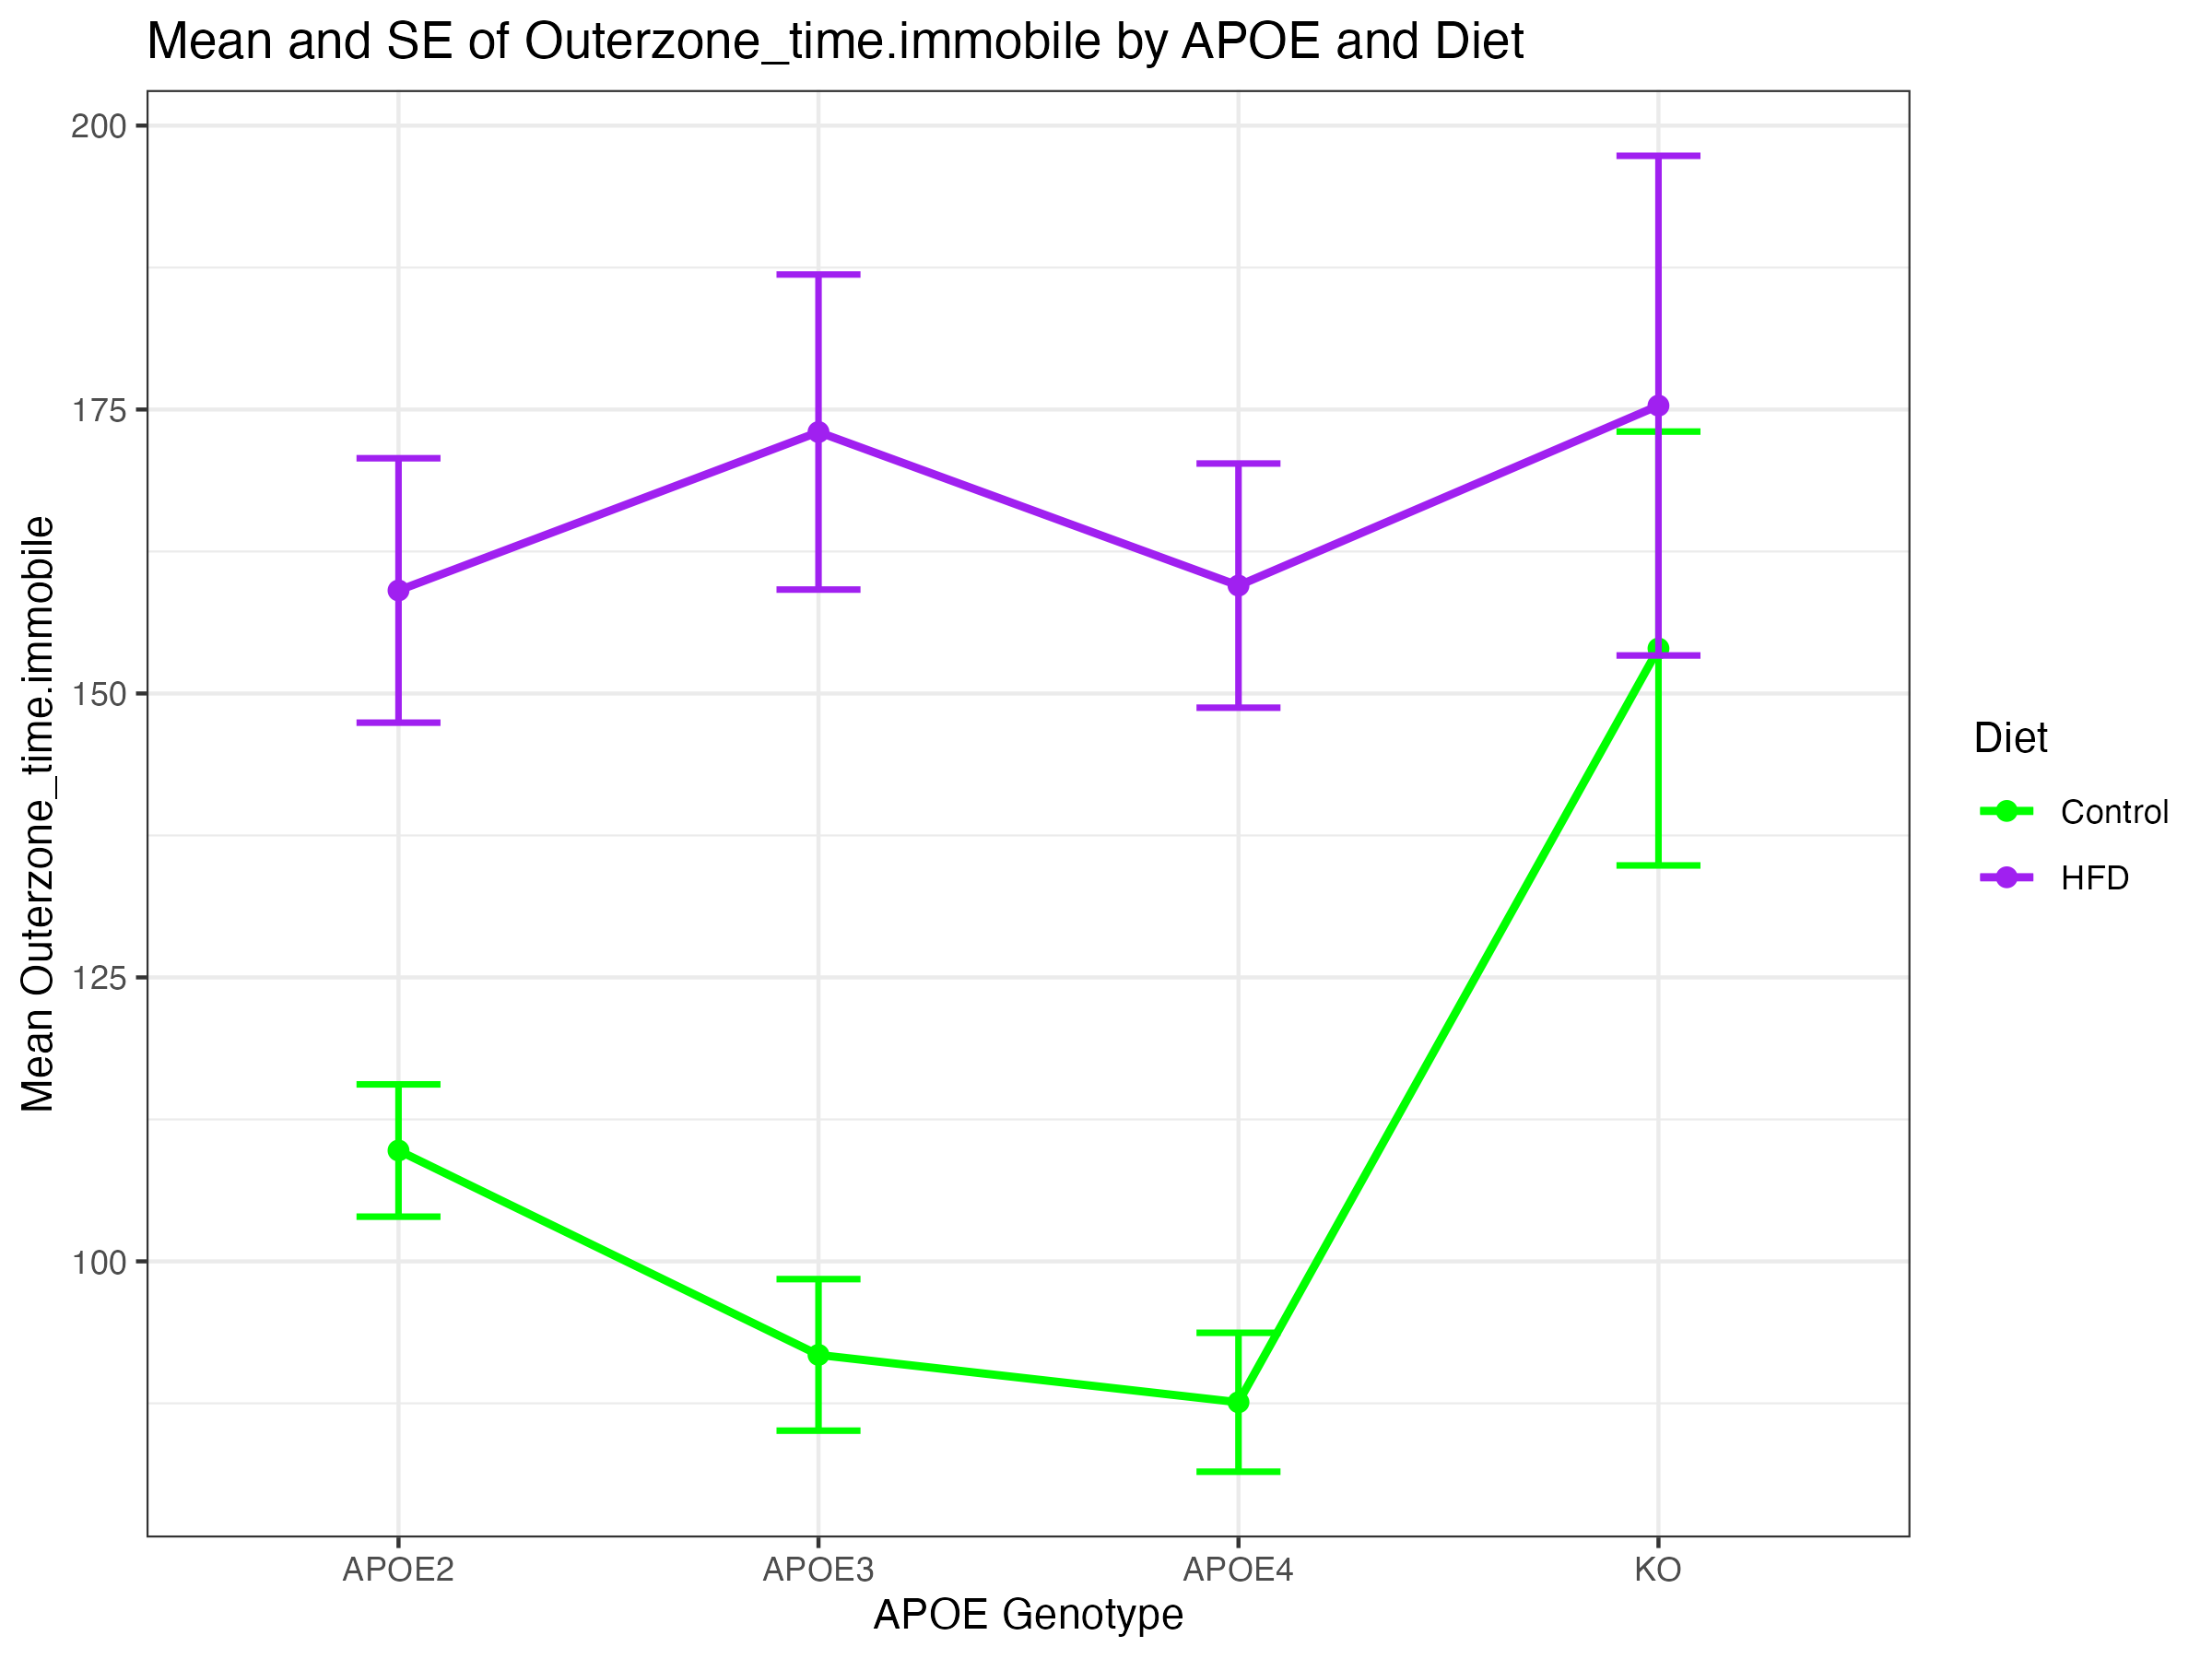 Mean and SE of Outerzone_time.immobile by APOE and Diet
Mean Outerzone_time.immobile
200
175
150
125
100
APOE2
APOE3
APOE4
KO
APOE Genotype
Diet
Control
HFD